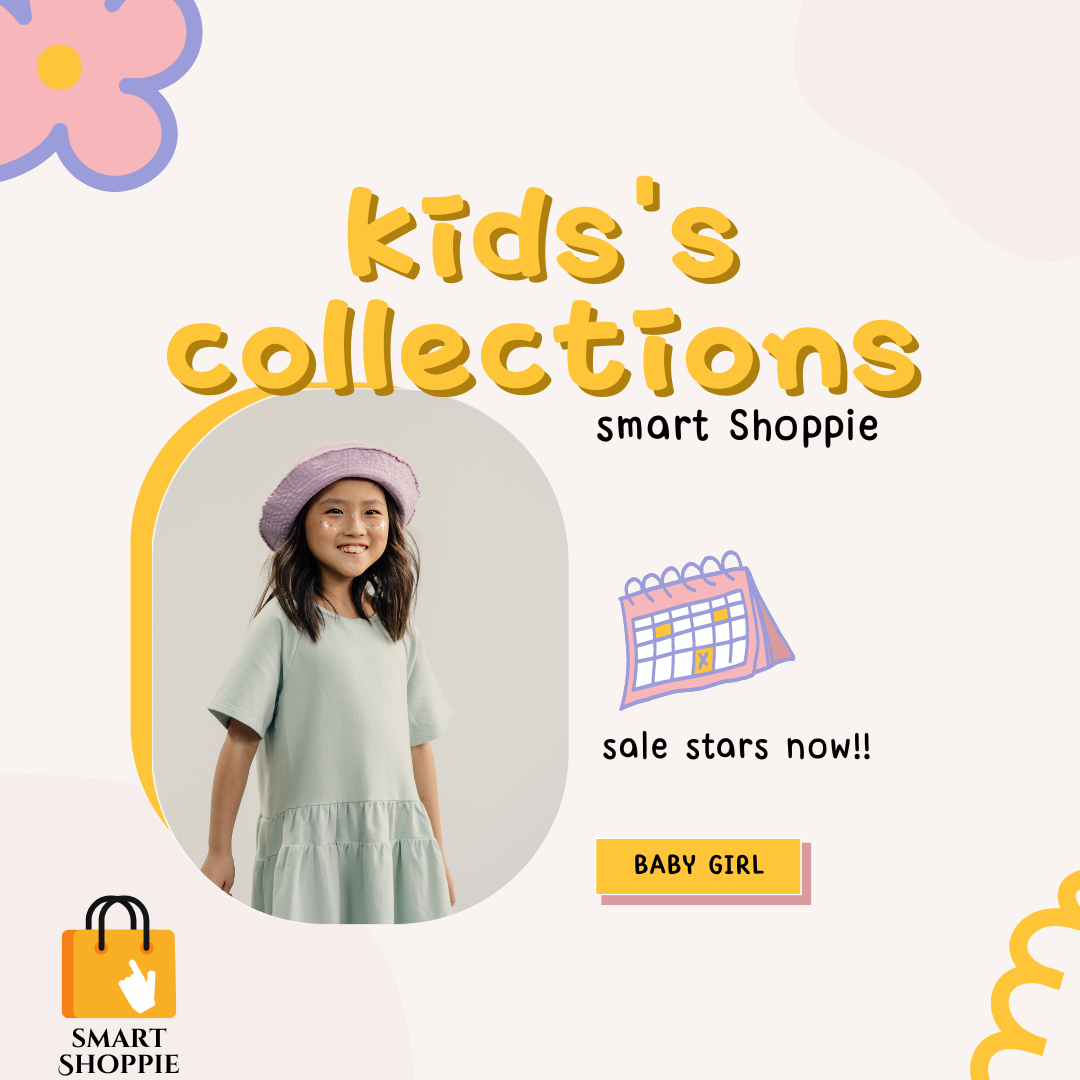 kids's
collections
smart Shoppie
sale stars now!!
BABY GIRL
X
SMART
SHOPPIE